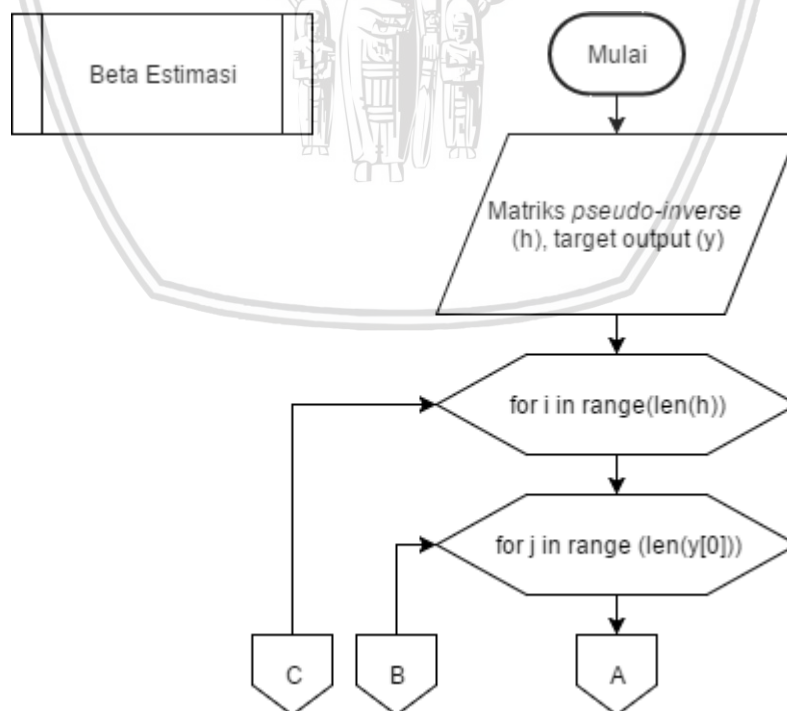 Beta Estimasi
Mulai
Matriks pseudo-inverse
(h), target output (y)
for i in range(len(h))
for j in range (len(y[0]))
C
B
A